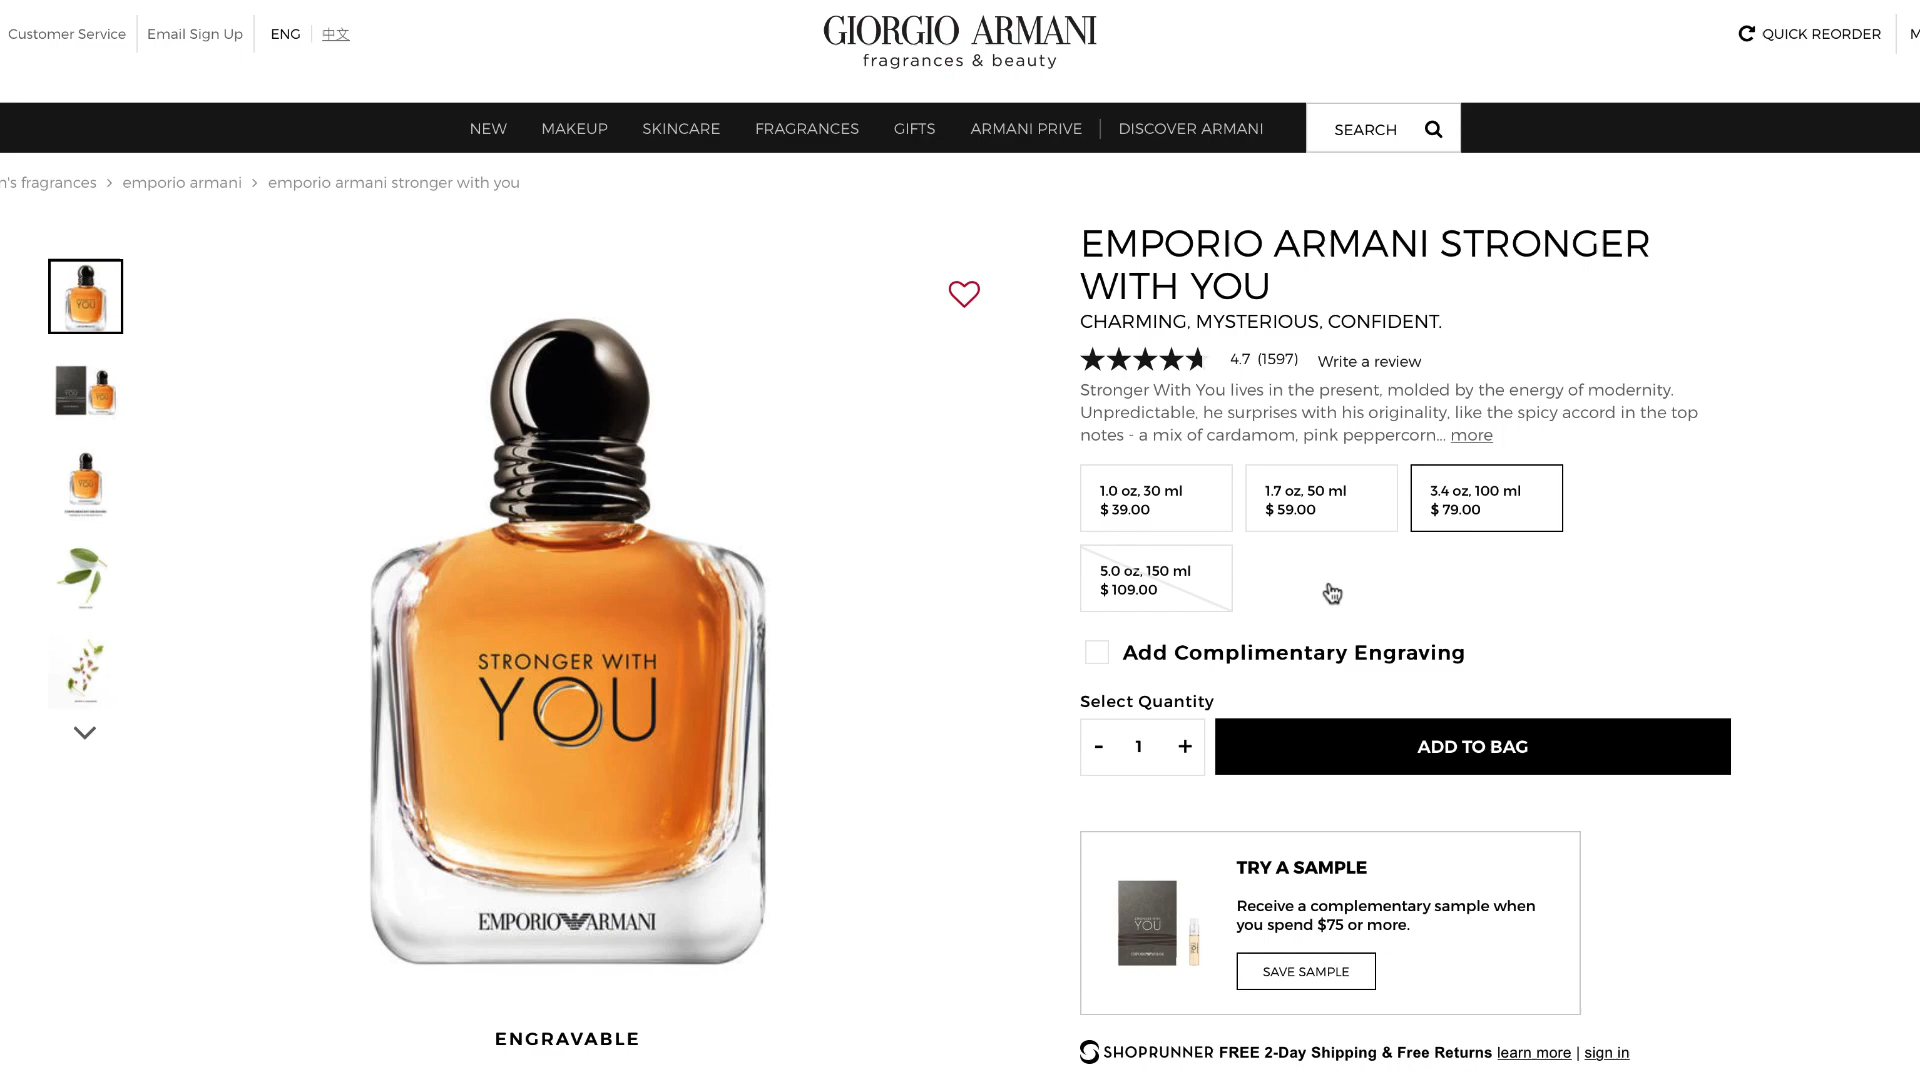 Customer Service
Email Sign Up
ENG
中文
GIORGIO ARMANI
fragrances & beauty
QUICK REORDER
M
NEW
MAKEUP
SKINCARE
FRAGRANCES
GIFTS
ARMANI PRIVE
DISCOVER ARMANI
SEARCH
n's fragrances > emporio armani > emporio armani stronger with you
STRONGER WITH
YOU
EMPORIO ARMANI
ENGRAVABLE
EMPORIO ARMANI STRONGER
WITH YOU
CHARMING, MYSTERIOUS, CONFIDENT.
4.7 (1597) Write a review
Stronger With You lives in the present, molded by the energy of modernity.
Unpredictable, he surprises with his originality, like the spicy accord in the top
notes - a mix of cardamom, pink peppercorn... more
1.0 oz, 30 ml
$ 39.00
1.7 oz, 50 ml
$ 59.00
3.4 oz, 100 ml
$ 79.00
5.0 oz, 150 ml
$ 109.00
Add Complimentary Engraving
Select Quantity
- 1 +
ADD TO BAG
TRY A SAMPLE
Receive a complementary sample when
you spend $75 or more.
SAVE SAMPLE
YOU
SHOPRUNNER FREE 2-Day Shipping & Free Returns learn more | sign in